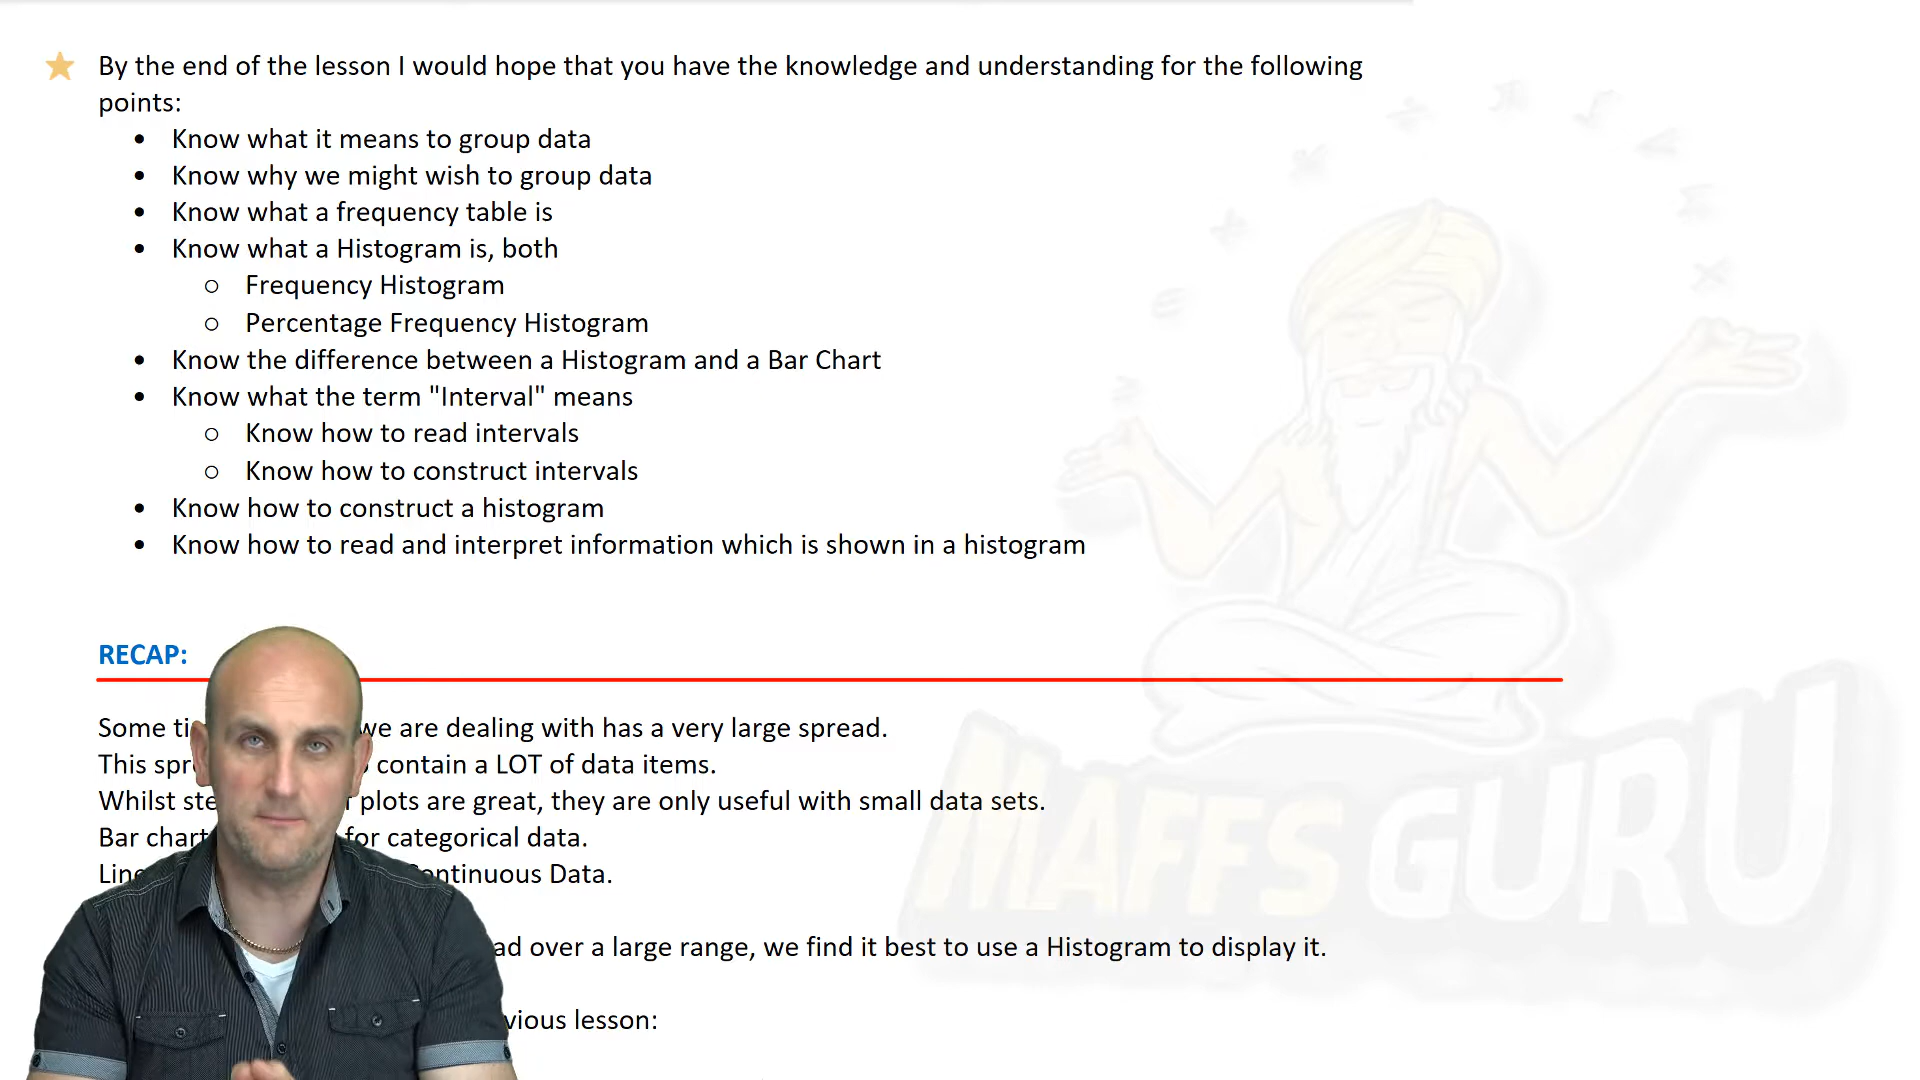 By the end of the lesson I would hope that you have the knowledge and understanding for the following
points:
• Know what it means to group data
• Know why we might wish to group data
• Know what a frequency table is
• Know what a Histogram is, both
○ Frequency Histogram
○ Percentage Frequency Histogram
• Know the difference between a Histogram and a Bar Chart
• Know what the term "Interval" means
○ Know how to read intervals
○ Know how to construct intervals
• Know how to construct a histogram
• Know how to read and interpret information which is shown in a histogram
RECAP:
Some we are dealing with has a very large spread.
This contain a LOT of data items.
Whilst plots are great, they are only useful with small data sets.
Bar for categorical data.
Data.
over a large range, we find it best to use a Histogram to display it.
lesson:
MAFFS GURU